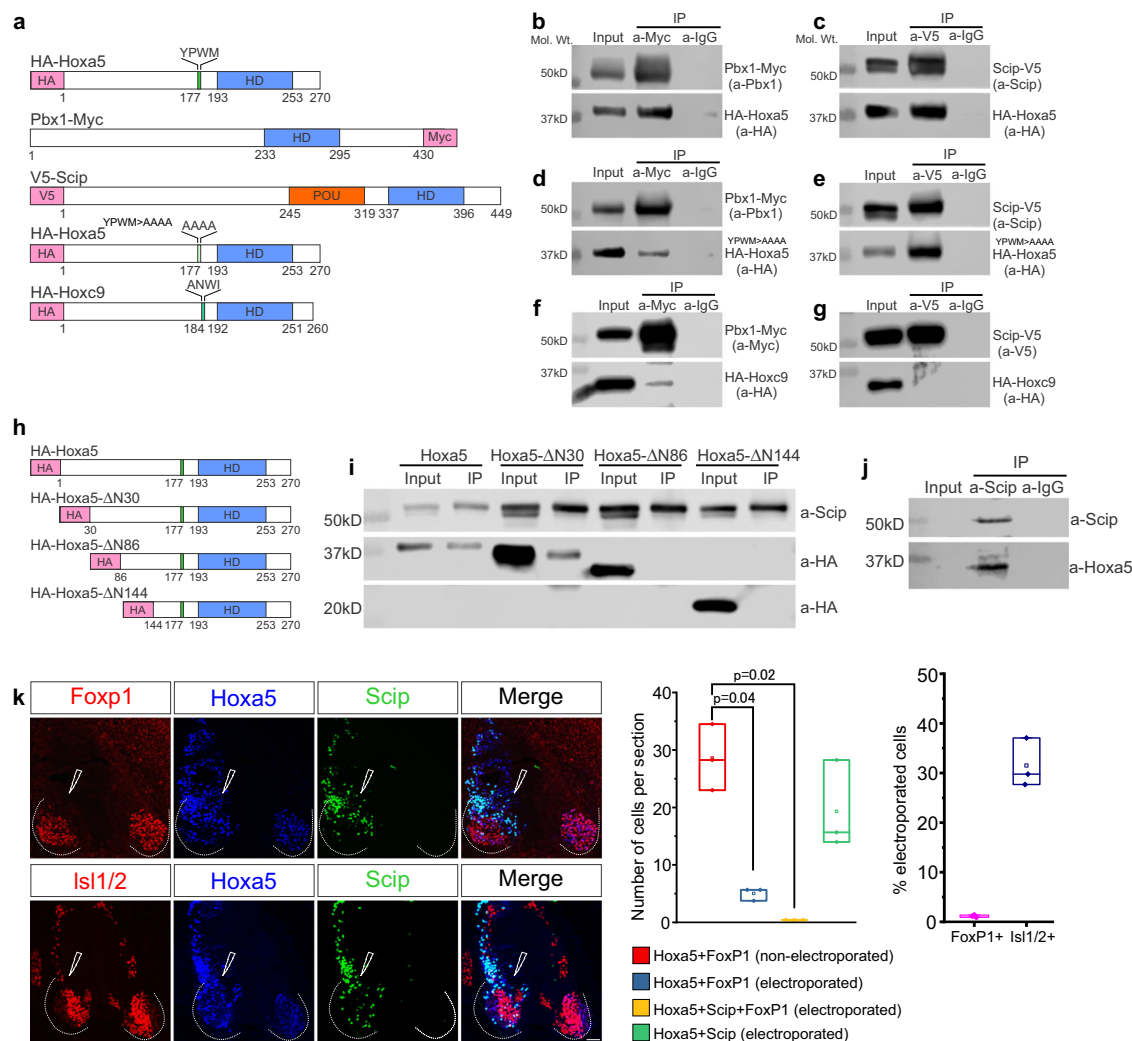 a
HA-Hoxa5
YPWM
HA
HD
1
177
193
253
270
Pbx1-Myc
HD
Myc
1
233
295
430
V5-Scip
V5
POU
HD
1
245
319
337
396
449
HA-Hoxa5 YPWM>AAAA
AAAA
HA
HD
1
177
193
253
270
HA-Hoxc9
ANWI
HA
HD
1
184
192
251
260
b
IP
Mol. Wt.
Input
a-Myc
a-IgG
50kD
Pbx1-Myc
(a-Pbx1)
37kD
HA-Hoxa5
(a-HA)
c
IP
Mol. Wt.
Input
a-V5
a-IgG
50kD
Scip-V5
(a-Scip)
37kD
HA-Hoxa5
(a-HA)
d
IP
Input
a-Myc
a-IgG
50kD
Pbx1-Myc
(a-Pbx1)
37kD
YPWM>AAAA
HA-Hoxa5
(a-HA)
e
IP
Input
a-V5
a-IgG
50kD
Scip-V5
(a-Scip)
37kD
YPWM>AAAA
HA-Hoxa5
(a-HA)
f
IP
Input
a-Myc
a-IgG
50kD
Pbx1-Myc
(a-Myc)
37kD
HA-Hoxc9
(a-HA)
g
IP
Input
a-V5
a-IgG
50kD
Scip-V5
(a-V5)
37kD
HA-Hoxc9
(a-HA)
h
HA-Hoxa5
HA
HD
1
177
193
253
270
HA-Hoxa5-ΔN30
HA
HD
30
177
193
253
270
HA-Hoxa5-ΔN86
HA
HD
86
177
193
253
270
HA-Hoxa5-ΔN144
HA
HD
144
177
193
253
270
i
Hoxa5
Hoxa5-ΔN30
Hoxa5-ΔN86
Hoxa5-ΔN144
Input
IP
Input
IP
Input
IP
Input
IP
50kD
a-Scip
37kD
a-HA
20kD
a-HA
j
IP
Input
a-Scip
a-IgG
50kD
a-Scip
37kD
a-Hoxa5
k
Foxp1
Hoxa5
Scip
Merge
Isl1/2
Hoxa5
Scip
Merge
Number of cells per section
40
30
20
10
0
p=0.02
p=0.04
Hoxa5+FoxP1 (non-electroporated)
Hoxa5+FoxP1 (electroporated)
Hoxa5+Scip+FoxP1 (electroporated)
Hoxa5+Scip (electroporated)
% electroporated cells
50
40
30
20
10
0
FoxP1+
Isl1/2+